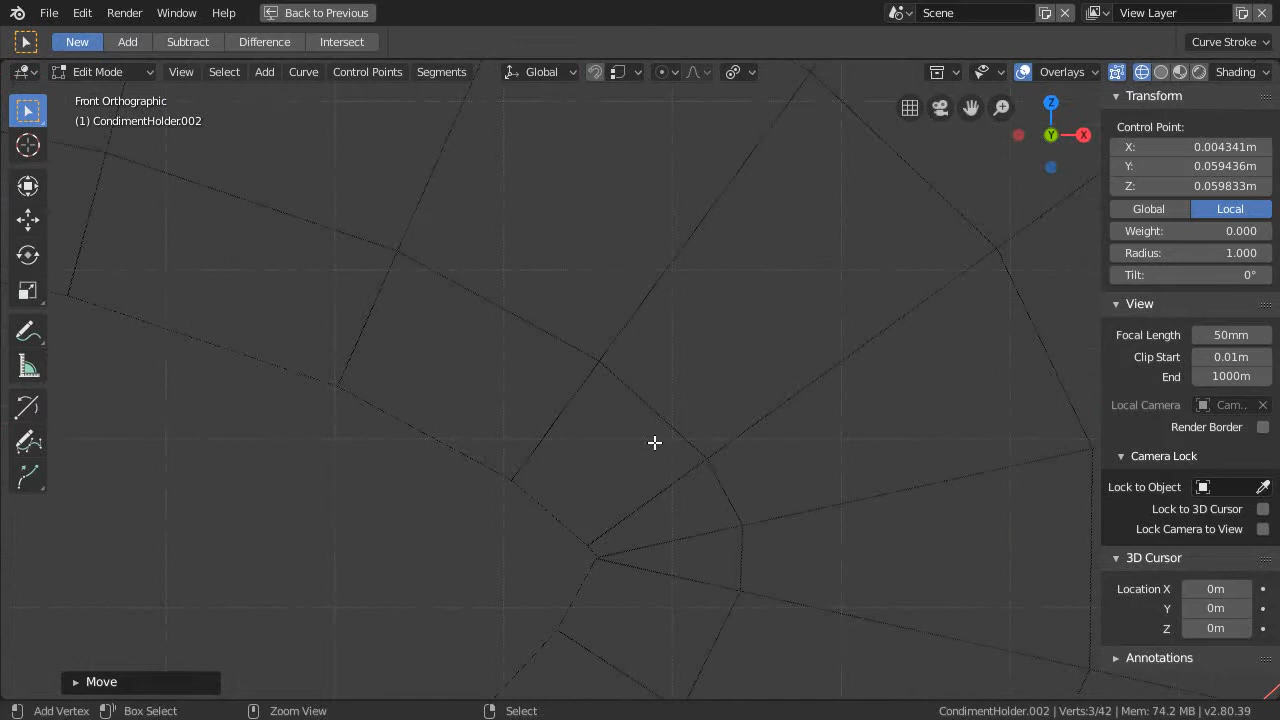 File Edit Render Window Help Back to Previous Scene View Layer
New Add Subtract Difference Intersect Curve Stroke
Edit Mode View Select Add Curve Control Points Segments Global Overlays Shading
Front Orthographic
(1) CondimentHolder.002
Z
Y
X
Transform
Control Point:
X: 0.004341m
Y: 0.059436m
Z: 0.059833m
Global Local
Weight: 0.000
Radius: 1.000
Tilt: 0°
View
Focal Length 50mm
Clip Start 0.01m
End 1000m
Local Camera Cam..
Render Border
Camera Lock
Lock to Object
Lock to 3D Cursor
Lock Camera to View
3D Cursor
Location X 0m
Y 0m
Z 0m
Annotations
Move
Add Vertex Box Select Zoom View Select CondimentHolder.002 | Verts:3/42 | Mem: 74.2 MB | v2.80.39